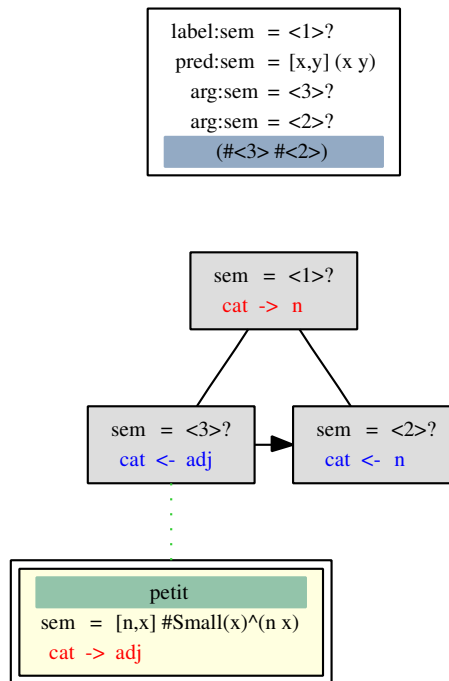 label:sem = <1>?
pred:sem = [x,y] (x y)
arg:sem = <3>?
arg:sem = <2>?
(#<3> #<2>)
sem = <1>?
cat -> n
sem = <3>?
cat <- adj
sem = <2>?
cat <- n
petit
sem = [n,x] #Small(x)^(n x)
cat -> adj